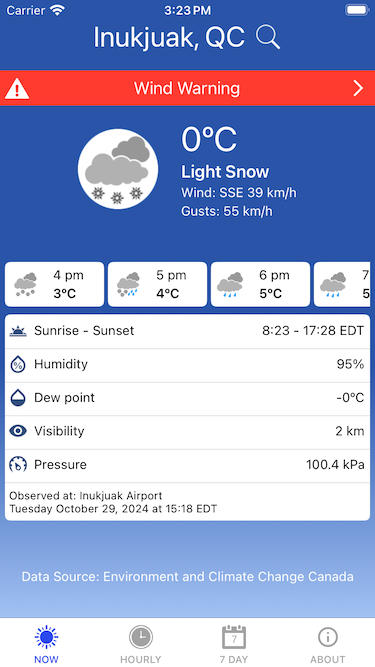 Carrier 3:23 PM
Inukjuak, QC
Wind Warning
0°C
Light Snow
Wind: SSE 39 km/h
Gusts: 55 km/h
4 pm 5 pm 6 pm 7
3°C 4°C 5°C 5
Sunrise - Sunset 8:23 - 17:28 EDT
Humidity 95%
Dew point -0°C
Visibility 2 km
Pressure 100.4 kPa
Observed at: Inukjuak Airport
Tuesday October 29, 2024 at 15:18 EDT
Data Source: Environment and Climate Change Canada
7
NOW HOURLY 7 DAY ABOUT